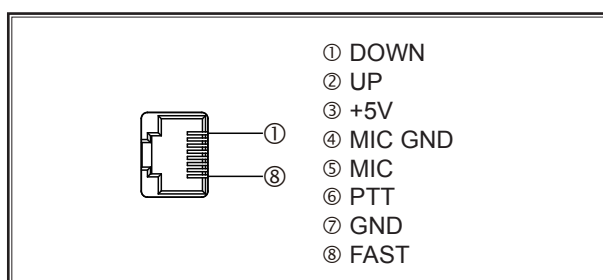 ① DOWN
② UP
③ +5V
④ MIC GND
⑤ MIC
⑥ PTT
⑦ GND
⑧ FAST
①
⑧